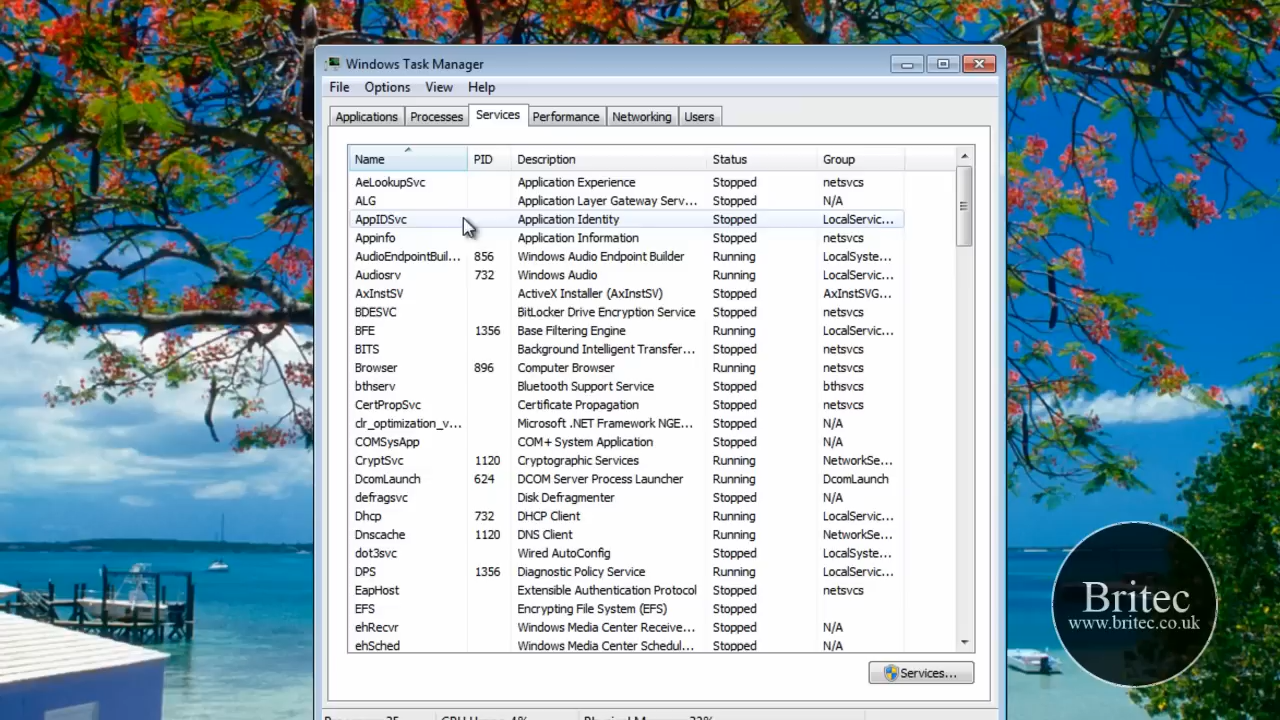 Windows Task Manager
File Options View Help
Applications Processes Services Performance Networking Users
Name PID Description Status Group
AeLookupSvc Application Experience Stopped netsvcs
ALG Application Layer Gateway Serv... Stopped N/A
AppIDSvc Application Identity Stopped LocalServic...
Appinfo Application Information Stopped netsvcs
AudioEndpointBuil... 856 Windows Audio Endpoint Builder Running LocalSyste...
Audiosrv 732 Windows Audio Running LocalServic...
AxInstSV ActiveX Installer (AxInstSV) Stopped AxInstSVG...
BDESVC BitLocker Drive Encryption Service Stopped netsvcs
BFE 1356 Base Filtering Engine Running LocalServic...
BITS Background Intelligent Transfer... Stopped netsvcs
Browser 896 Computer Browser Running netsvcs
bthserv Bluetooth Support Service Stopped bthsvcs
CertPropSvc Certificate Propagation Stopped netsvcs
clr_optimization_v... Microsoft .NET Framework NGE... Stopped N/A
COMSysApp COM+ System Application Stopped N/A
CryptSvc 1120 Cryptographic Services Running NetworkSe...
DcomLaunch 624 DCOM Server Process Launcher Running DcomLaunch
defragsvc Disk Defragmenter Stopped N/A
Dhcp 732 DHCP Client Running LocalServic...
Dnscache 1120 DNS Client Running NetworkSe...
dot3svc Wired AutoConfig Stopped LocalSyste...
DPS 1356 Diagnostic Policy Service Running LocalServic...
EapHost Extensible Authentication Protocol Stopped netsvcs
EFS Encrypting File System (EFS) Stopped
ehRecvr Windows Media Center Receive... Stopped N/A
ehSched Windows Media Center Schedul... Stopped N/A
Services...
Britec
www.britec.co.uk